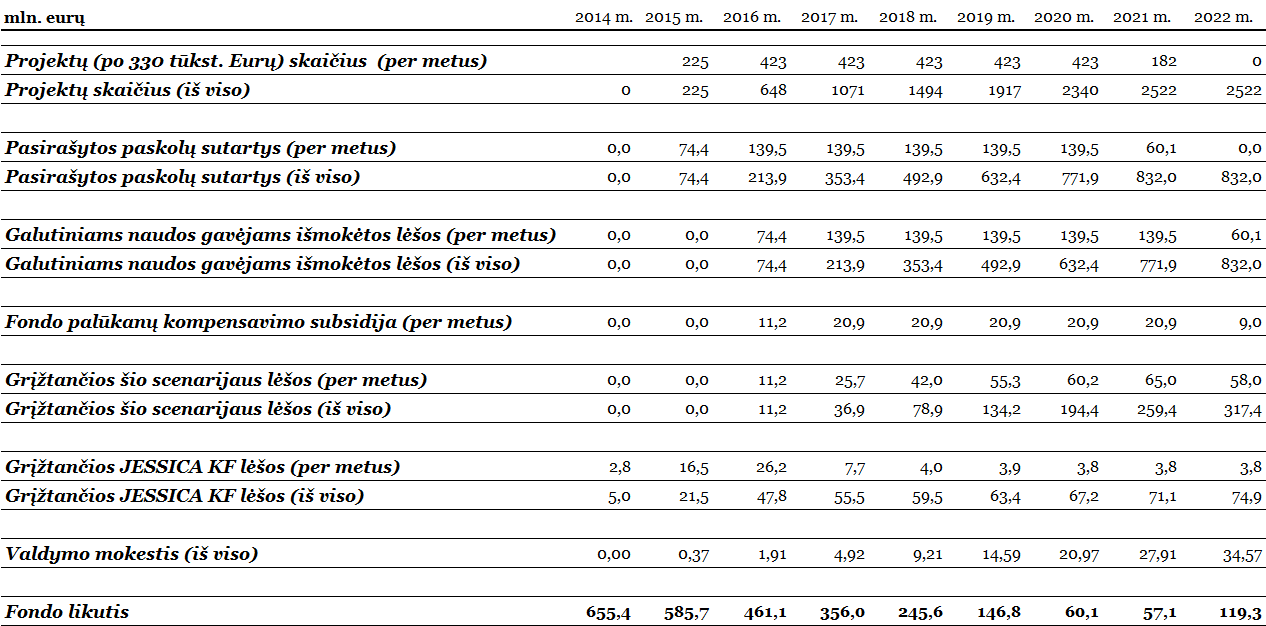 mln. eurų 2014 m. 2015 m. 2016 m. 2017 m. 2018 m. 2019 m. 2020 m. 2021 m. 2022 m.
Projektų (po 330 tūkst. Eurų) skaičius (per metus) 225 423 423 423 423 423 182 0
Projektų skaičius (iš viso) 0 225 648 1071 1494 1917 2340 2522 2522
Pasirašytos paskolų sutartys (per metus) 0,0 74,4 139,5 139,5 139,5 139,5 139,5 60,1 0,0
Pasirašytos paskolų sutartys (iš viso) 0,0 74,4 213,9 353,4 492,9 632,4 771,9 832,0 832,0
Galutiniams naudos gavėjams išmokėtos lėšos (per metus) 0,0 0,0 74,4 139,5 139,5 139,5 139,5 139,5 60,1
Galutiniams naudos gavėjams išmokėtos lėšos (iš viso) 0,0 0,0 74,4 213,9 353,4 492,9 632,4 771,9 832,0
Fondo palūkanų kompensavimo subsidija (per metus) 0,0 0,0 11,2 20,9 20,9 20,9 20,9 20,9 9,0
Grįžtančios šio scenarijaus lėšos (per metus) 0,0 0,0 11,2 25,7 42,0 55,3 60,2 65,0 58,0
Grįžtančios šio scenarijaus lėšos (iš viso) 0,0 0,0 11,2 36,9 78,9 134,2 194,4 259,4 317,4
Grįžtančios JESSICA KF lėšos (per metus) 2,8 16,5 26,2 7,7 4,0 3,9 3,8 3,8 3,8
Grįžtančios JESSICA KF lėšos (iš viso) 5,0 21,5 47,8 55,5 59,5 63,4 67,2 71,1 74,9
Valdymo mokestis (iš viso) 0,00 0,37 1,91 4,92 9,21 14,59 20,97 27,91 34,57
Fondo likutis 655,4 585,7 461,1 356,0 245,6 146,8 60,1 57,1 119,3